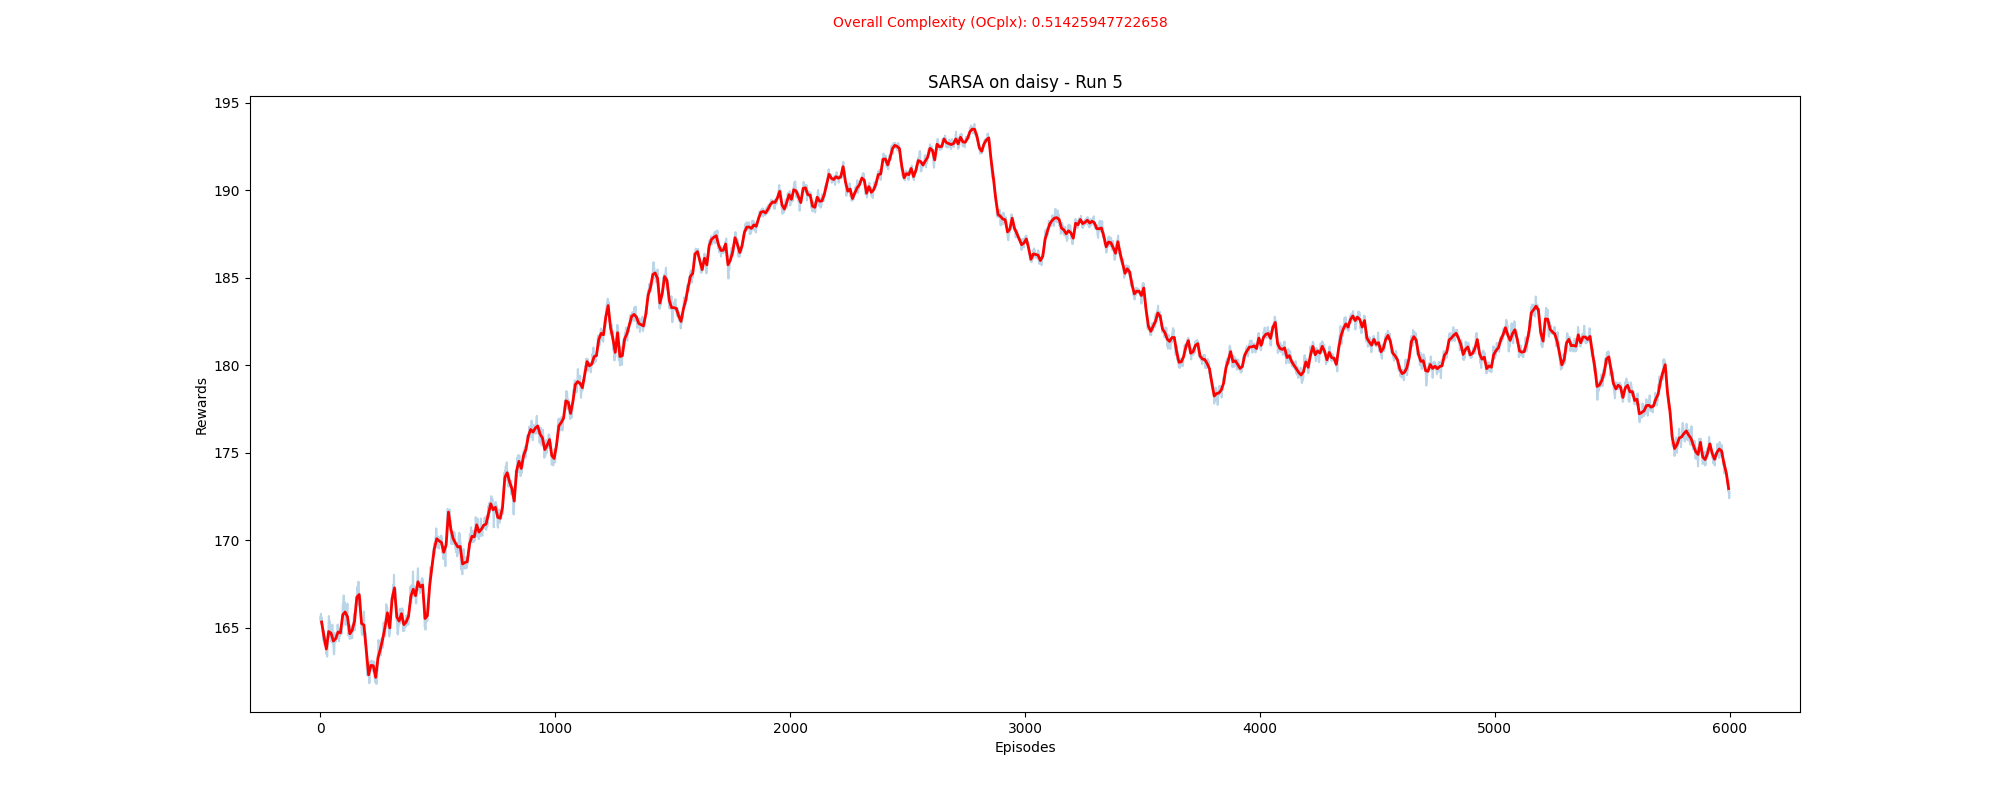 Overall Complexity (OCplx): 0.51425947722658
SARSA on daisy - Run 5
195
190
185
180
175
170
165
Rewards
0 1000 2000 3000 4000 5000 6000
Episodes